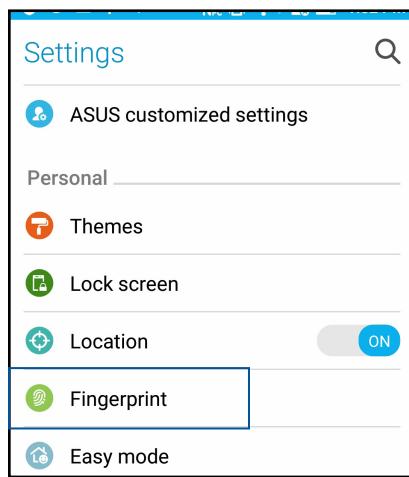 Settings
ASUS customized settings
Personal
Themes
Lock screen
Location
ON
Fingerprint
Easy mode